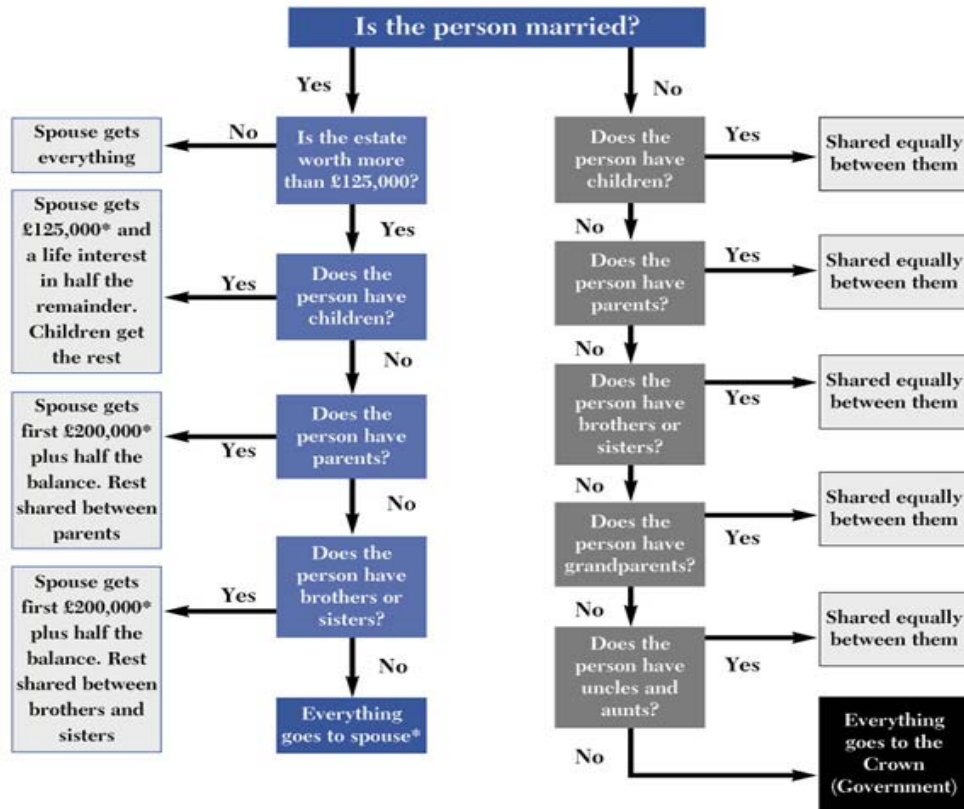 Is the person married?
Yes
No
Spouse gets
everything
No
Is the estate
worth more
than £125,000?
Does the
person have
children?
Yes
Shared equally
between them
Spouse gets
£125,000* and
a life interest
in half the
remainder.
Children get
the rest
Yes
Yes
Does the
person have
children?
No
Does the
person have
parents?
Yes
Shared equally
between them
Spouse gets
first £200,000*
plus half the
balance. Rest
shared between
parents
Yes
No
Does the
person have
parents?
No
Does the
person have
brothers or
sisters?
Yes
Shared equally
between them
Spouse gets
first £200,000*
plus half the
balance. Rest
shared between
brothers and
sisters
Yes
No
Does the
person have
brothers or
sisters?
No
Does the
person have
grandparents?
Yes
Shared equally
between them
No
Everything
goes to spouse*
No
Does the
person have
uncles and
aunts?
Yes
Shared equally
between them
No
Everything
goes to the
Crown
(Government)